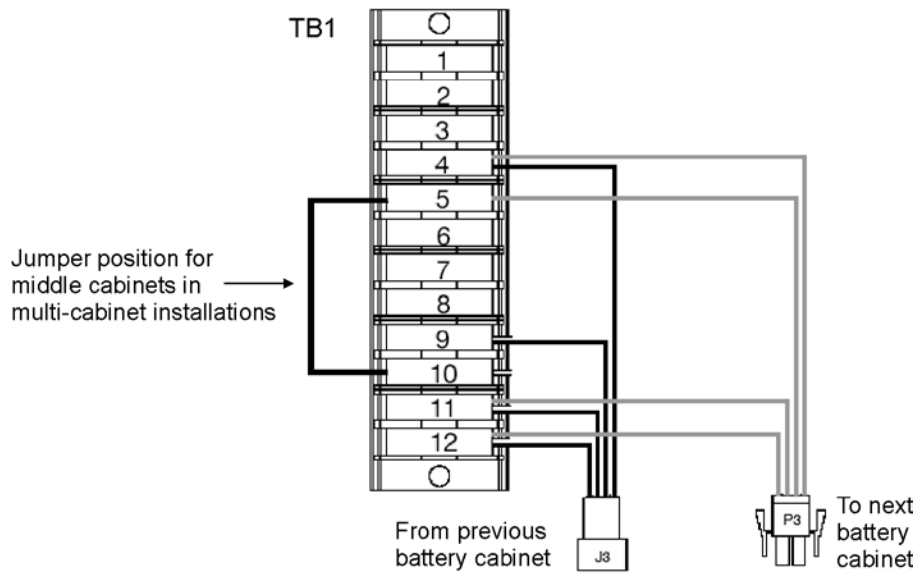 TB1
1
2
3
4
5
6
7
8
9
10
11
12
Jumper position for
middle cabinets in
multi-cabinet installations
From previous
battery cabinet
J3
P3
To next
battery
cabinet